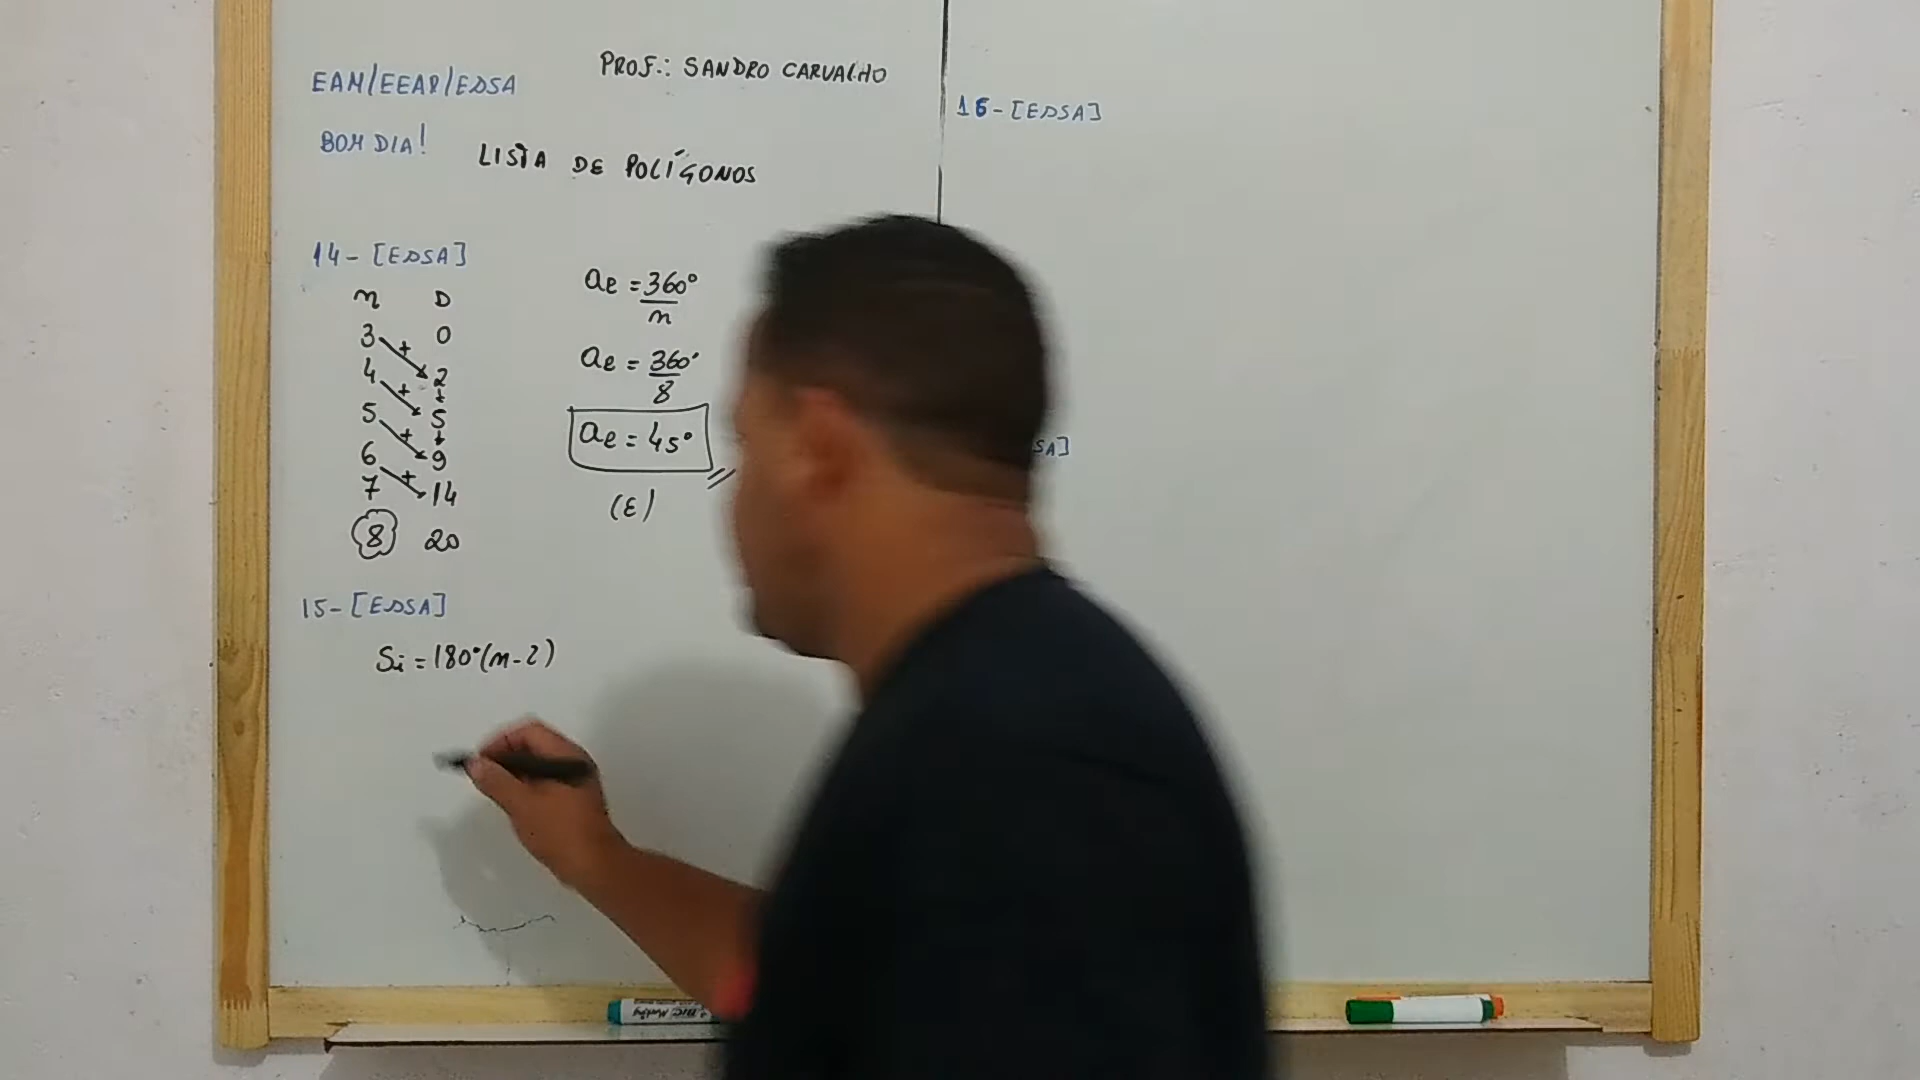 EAM/EEAR/EDSA
PROF.: SANDRO CARVALHO
BOM DIA!
LISTA DE POLÍGONOS
14- [EDSA]
n D
3 + 0
4 + 2
+
5 + 5
+
6 + 9
7 14
8 20
ae = 360°
n
ae = 360°
8
ae = 45°
(E)
15- [EDSA]
Si = 180°(n-2)
16- [EDSA]
SA]